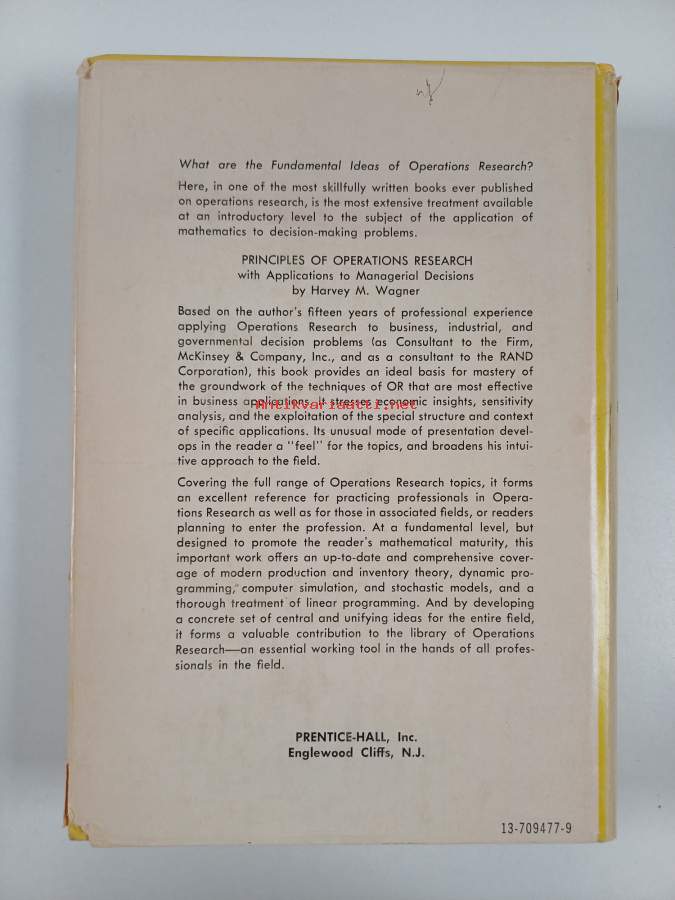 What are the Fundamental Ideas of Operations Research?
Here, in one of the most skillfully written books ever published
on operations research, is the most extensive treatment available
at an introductory level to the subject of the application of
mathematics to decision-making problems.
PRINCIPLES OF OPERATIONS RESEARCH
with Applications to Managerial Decisions
by Harvey M. Wagner
Based on the author's fifteen years of professional experience
applying Operations Research to business, industrial, and
governmental decision problems (as Consultant to the Firm,
McKinsey & Company, Inc., and as a consultant to the RAND
Corporation), this book provides an ideal basis for mastery of
the groundwork of the techniques of OR that are most effective
in business applications. It stresses economic insights, sensitivity
Antikvariaatti.net
analysis, and the exploitation of the special structure and context
of specific applications. Its unusual mode of presentation devel-
ops in the reader a "feel" for the topics, and broadens his intui-
tive approach to the field.
Covering the full range of Operations Research topics, it forms
an excellent reference for practicing professionals in Opera-
tions Research as well as for those in associated fields, or readers
planning to enter the profession. At a fundamental level, but
designed to promote the reader's mathematical maturity, this
important work offers an up-to-date and comprehensive cover-
age of modern production and inventory theory, dynamic pro-
gramming, computer simulation, and stochastic models, and a
thorough treatment of linear programming. And by developing
a concrete set of central and unifying ideas for the entire field,
it forms a valuable contribution to the library of Operations
Research—an essential working tool in the hands of all profes-
sionals in the field.
PRENTICE-HALL, Inc.
Englewood Cliffs, N.J.
13-709477-9